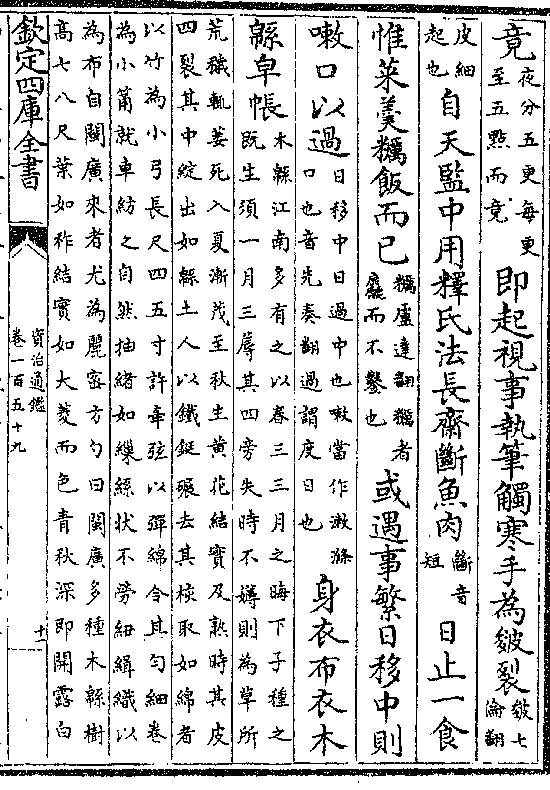 竟夜分五更每更至五點而竟即起視事執筆觸寒手為皴裂皴七淪翻
皮細起也自天監中用釋氏法長齋斷魚肉斷音短日止一食
惟菜羹糲飯而已糲盧達翻糲者麤而不鑿也或遇事繁日移中則
嗽口以過日移中日過中也嗽當作漱滌口也音先奏翻過謂度日也身衣布衣木
緜皁帳木緜江南多有之以春二三月之晦下子種之既生須一月三薅其四旁失時不薅則為草所
荒穢輒萎死入夏漸茂至秋生黃花結實及熟時其皮
四裂其中綻出如緜土人以鐵鋌碾去其核取如綿者
以竹為小弓長尺四五寸許牽弦以彈綿令其勻細卷
為小筩就車紡之自然抽緒如繅絲狀不勞紉緝織以
為布自閩廣來者尤為麗密方勺曰閩廣多種木緜樹
高七八尺葉如柞結實如大菱而色青秋深即開露白
欽定四庫全書
資治通鑑
卷一百五十九
十